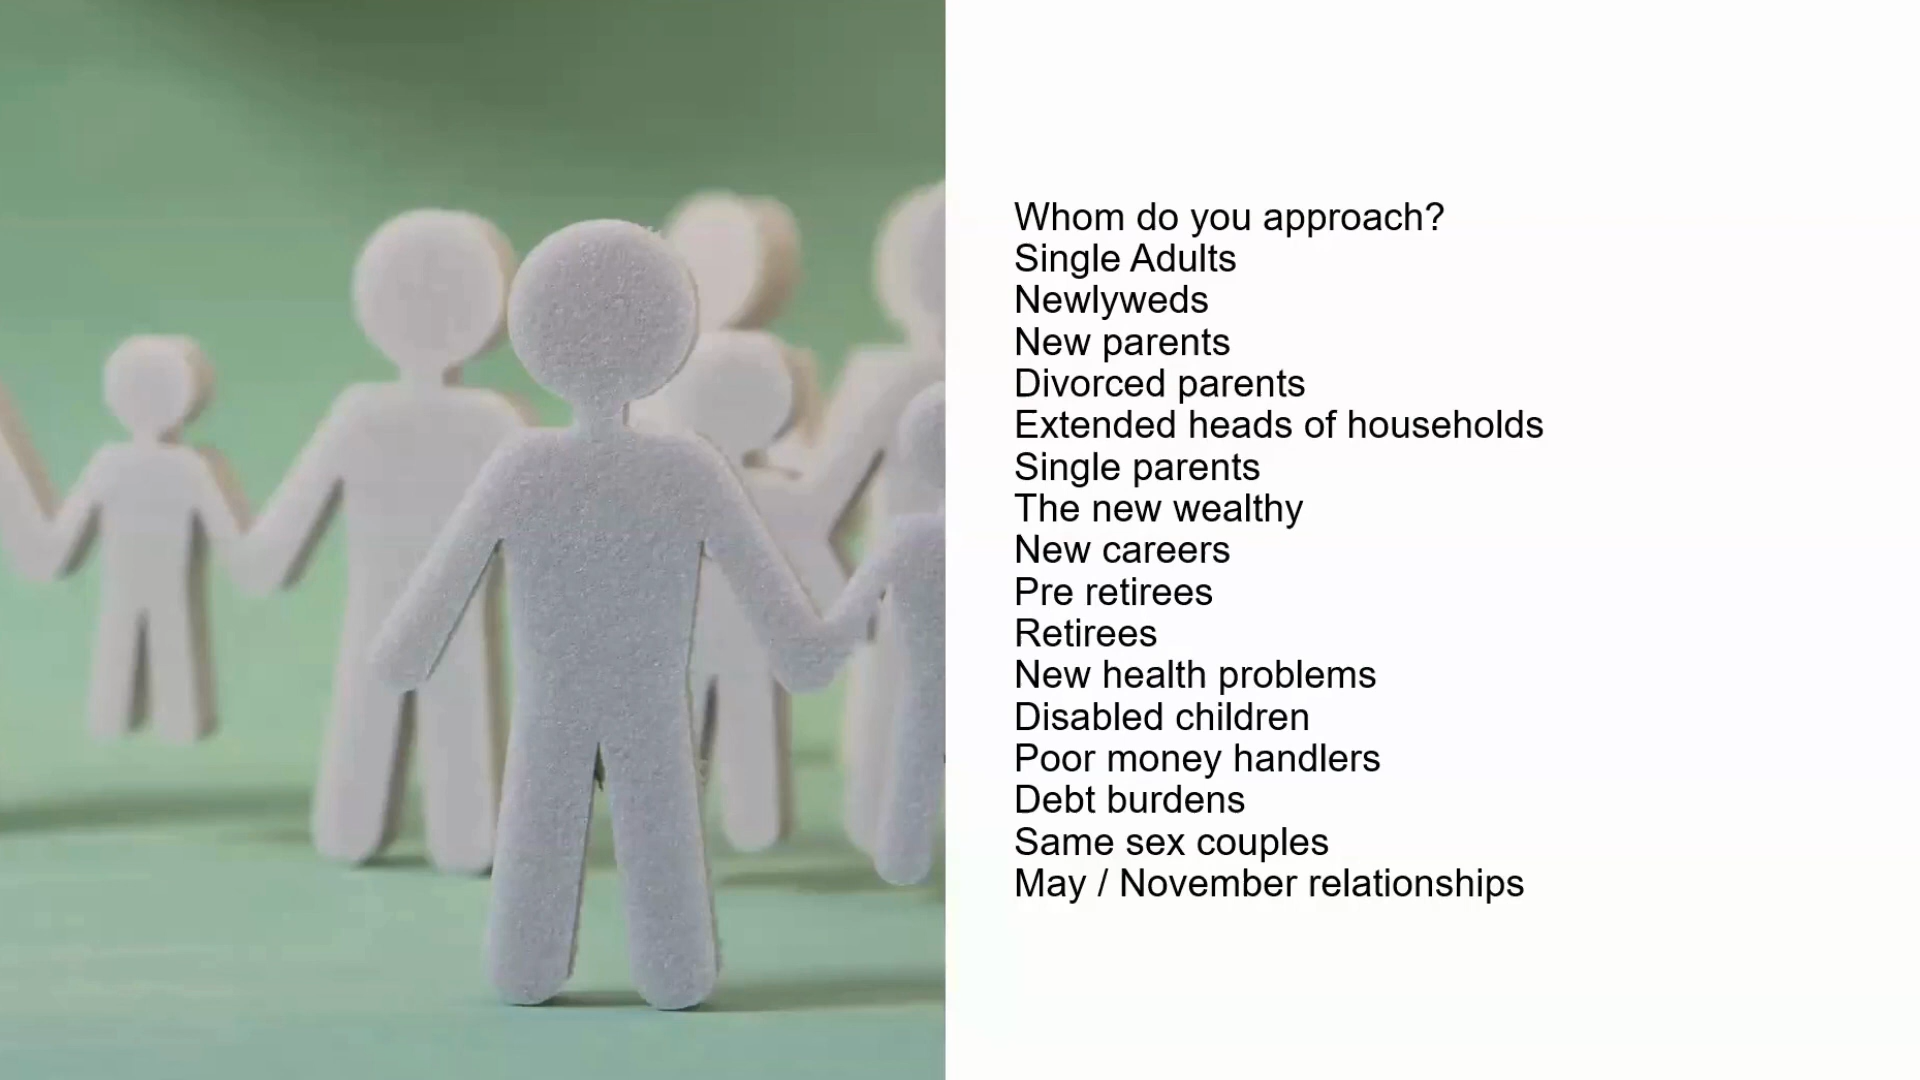 Whom do you approach?
Single Adults
Newlyweds
New parents
Divorced parents
Extended heads of households
Single parents
The new wealthy
New careers
Pre retirees
Retirees
New health problems
Disabled children
Poor money handlers
Debt burdens
Same sex couples
May / November relationships